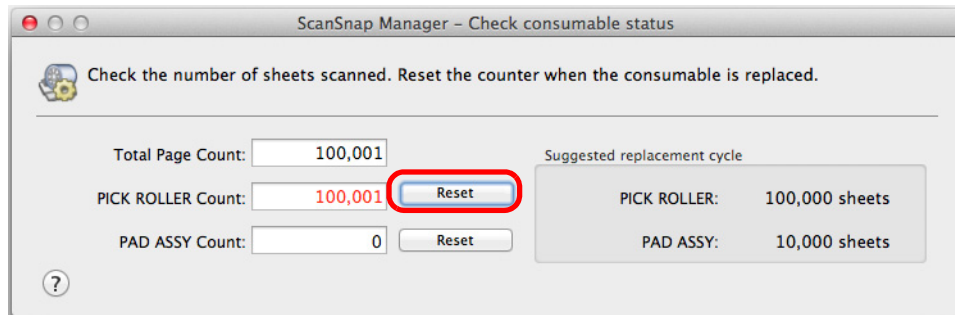 ScanSnap Manager – Check consumable status
Check the number of sheets scanned. Reset the counter when the consumable is replaced.
Total Page Count: 100,001
Suggested replacement cycle
PICK ROLLER Count: 100,001 Reset
PICK ROLLER: 100,000 sheets
PAD ASSY Count: 0 Reset
PAD ASSY: 10,000 sheets
?